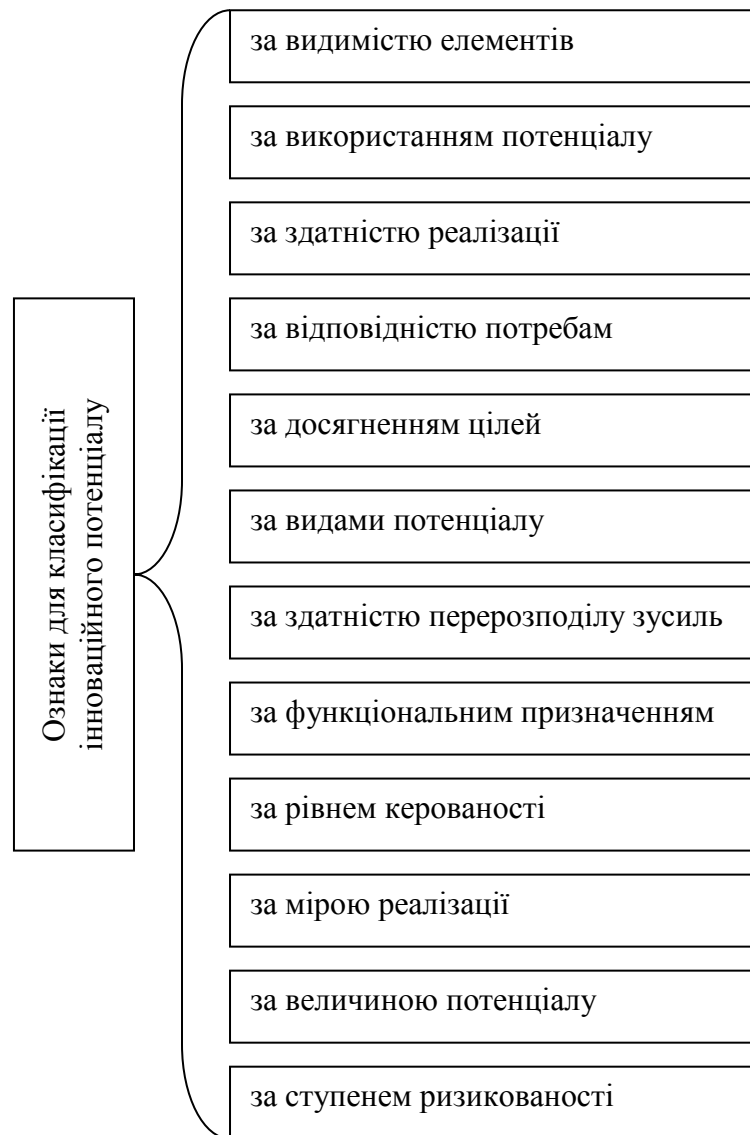 Ознаки для класифікації
інноваційного потенціалу
за видимістю елементів
за використанням потенціалу
за здатністю реалізації
за відповідністю потребам
за досягненням цілей
за видами потенціалу
за здатністю перерозподілу зусиль
за функціональним призначенням
за рівнем керованості
за мірою реалізації
за величиною потенціалу
за ступенем ризикованості